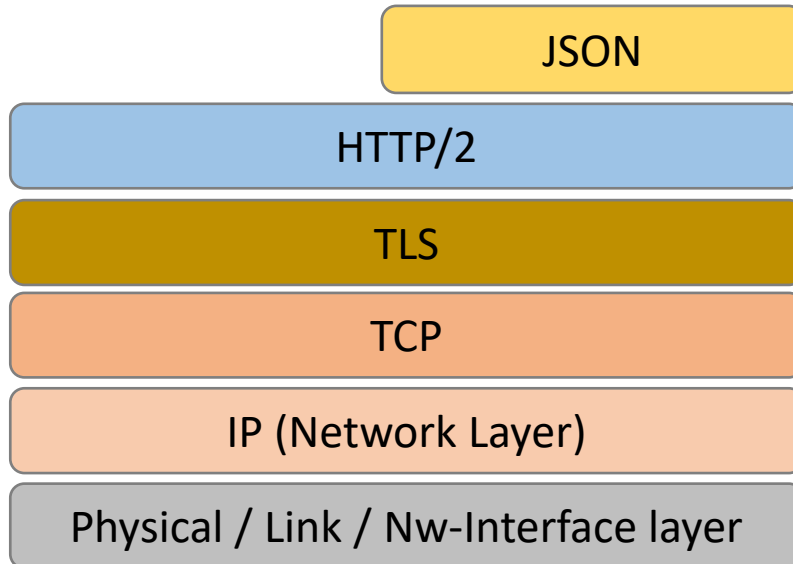 JSON
HTTP/2
TLS
TCP
IP (Network Layer)
Physical / Link / Nw-Interface layer